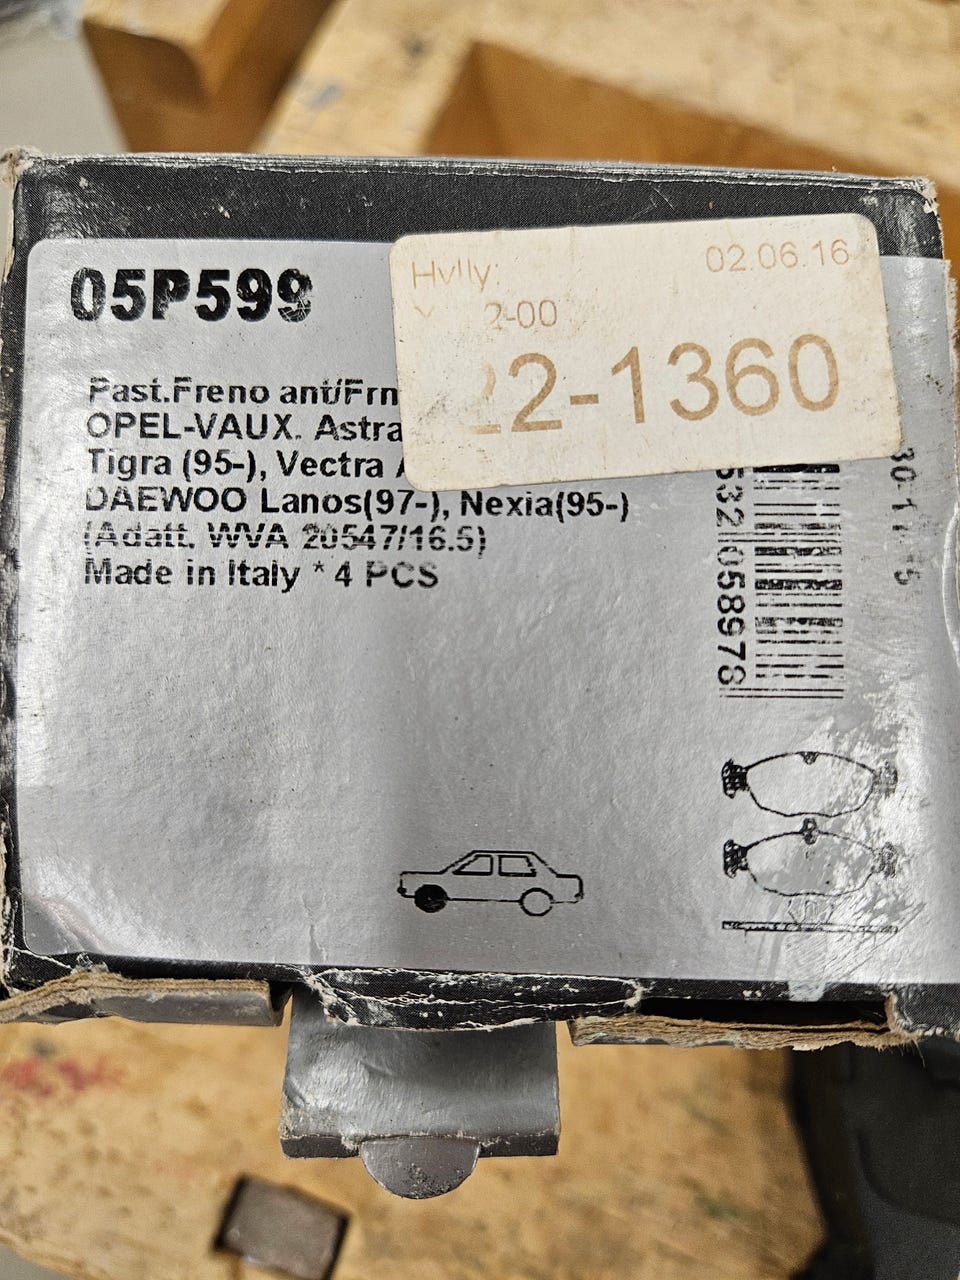 05P599
Hylly:
02.06.16
2-00
22-1360
Past.Freno ant/Frn
OPEL-VAUX. Astra
Tigra (95-), Vectra
DAEWOO Lanos(97-), Nexia(95-)
(Adatt. WVA 20547/16.5)
Made in Italy * 4 PCS
532058978